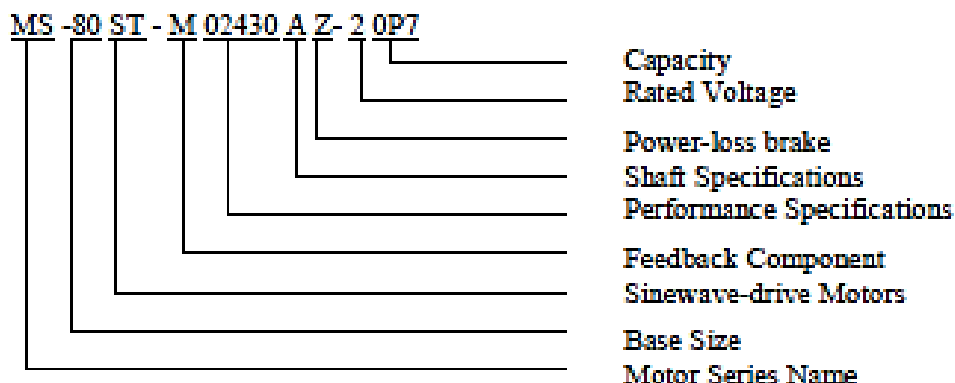 MS -80 ST - M 02430 A Z- 2 0P7
Capacity
Rated Voltage
Power-loss brake
Shaft Specifications
Performance Specifications
Feedback Component
Sinewave-drive Motors
Base Size
Motor Series Name